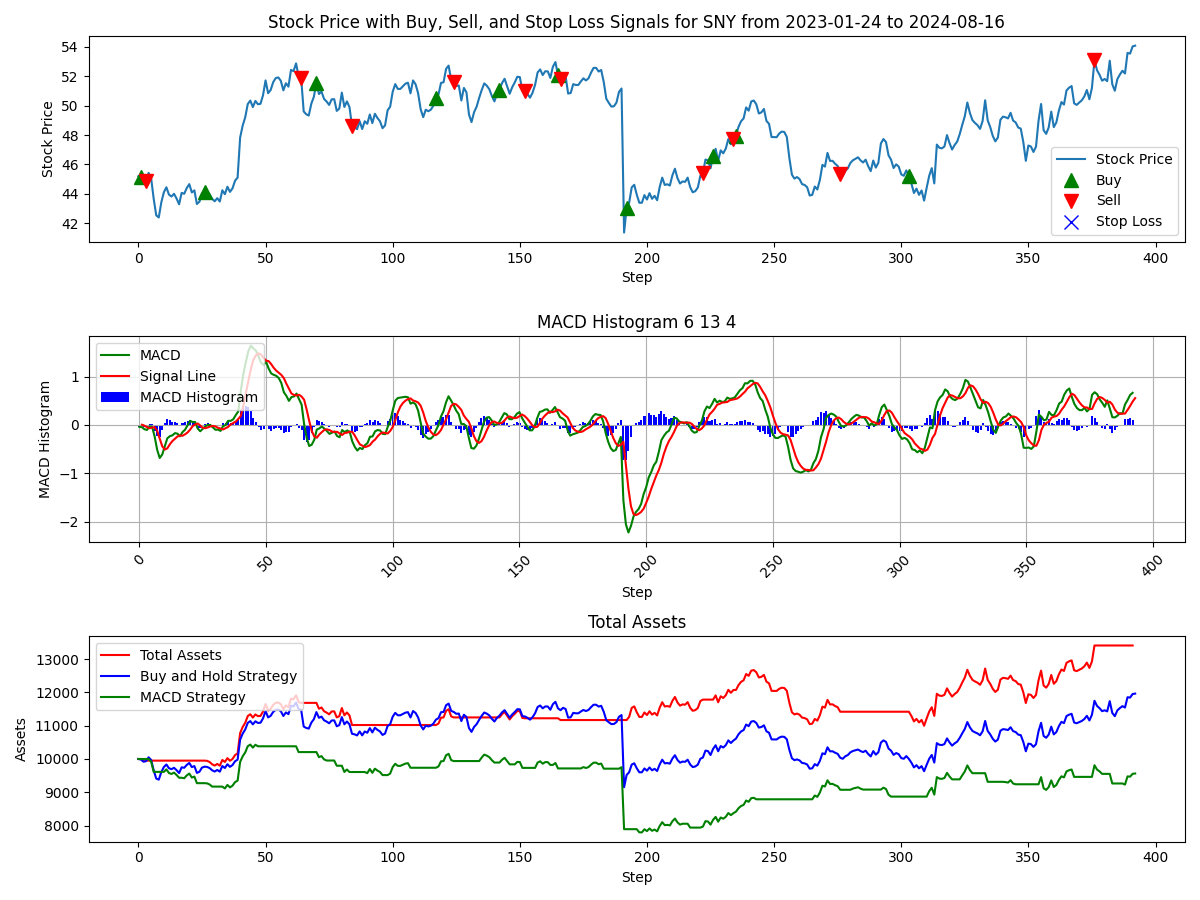 Stock Price with Buy, Sell, and Stop Loss Signals for SNY from 2023-01-24 to 2024-08-16
Stock Price
54
52
50
48
46
44
42
Stock Price
Buy
Sell
Stop Loss
0 50 100 150 200 250 300 350 400
Step
MACD Histogram 6 13 4
MACD Histogram
1
0
−1
−2
MACD
Signal Line
MACD Histogram
0 50 100 150 200 250 300 350 400
Step
Total Assets
Assets
13000
12000
11000
10000
9000
8000
Total Assets
Buy and Hold Strategy
MACD Strategy
0 50 100 150 200 250 300 350 400
Step